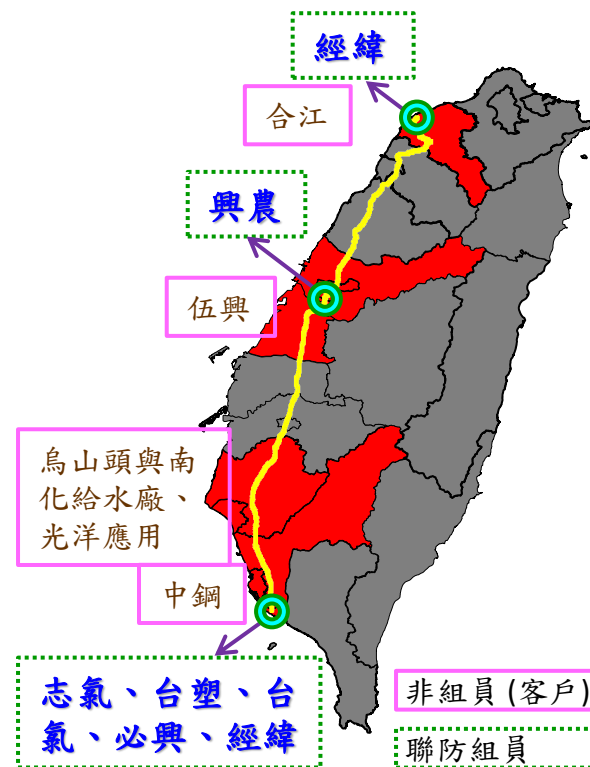 經緯
合江
興農
伍興
烏山頭與南
化給水廠、
光洋應用
中鋼
志氯、台塑、台
氯、必興、經緯
非組員(客戶)
聯防組員